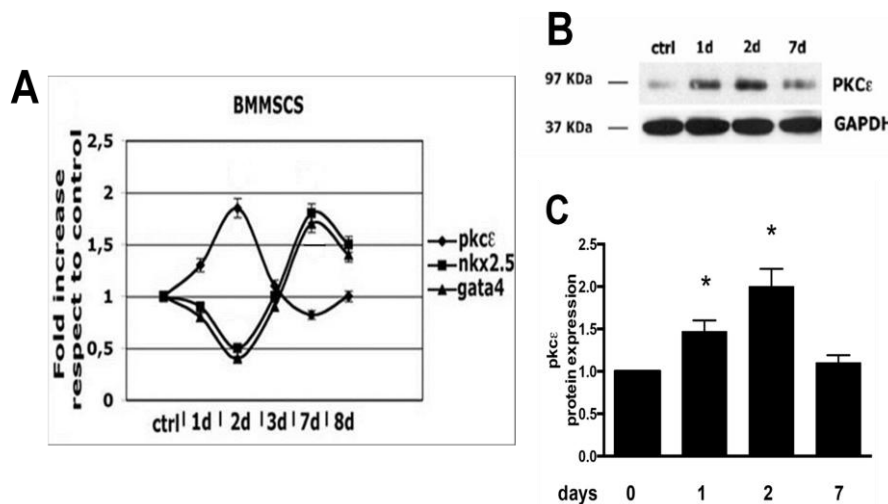 A
BMMSCS
Fold increase
respect to control
2,5
2
1,5
1
0,5
0
ctrl 1d 2d 3d 7d 8d
pkcε
nkx2.5
gata4
B
ctrl 1d 2d 7d
97 KDa PKCε
37 KDa GAPDH
C
pkcε
protein expression
2.5
2.0
1.5
1.0
0.5
0.0
* *
days 0 1 2 7